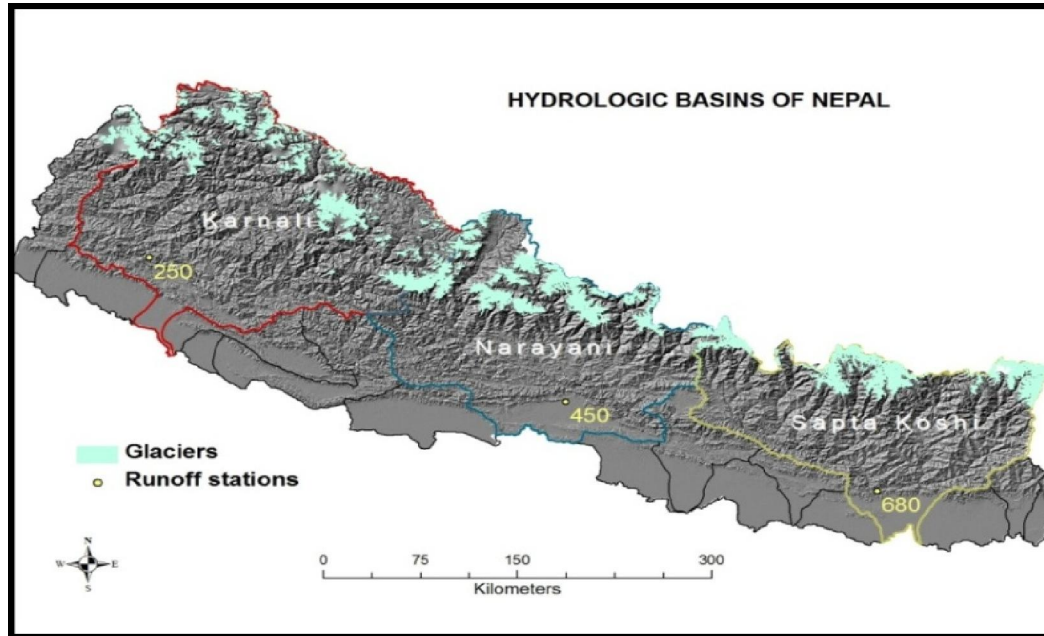 HYDROLOGIC BASINS OF NEPAL
Karnali
250
Narayani
450
Sapta Koshi
680
Glaciers
Runoff stations
N
W E
S
0 75 150 300
Kilometers